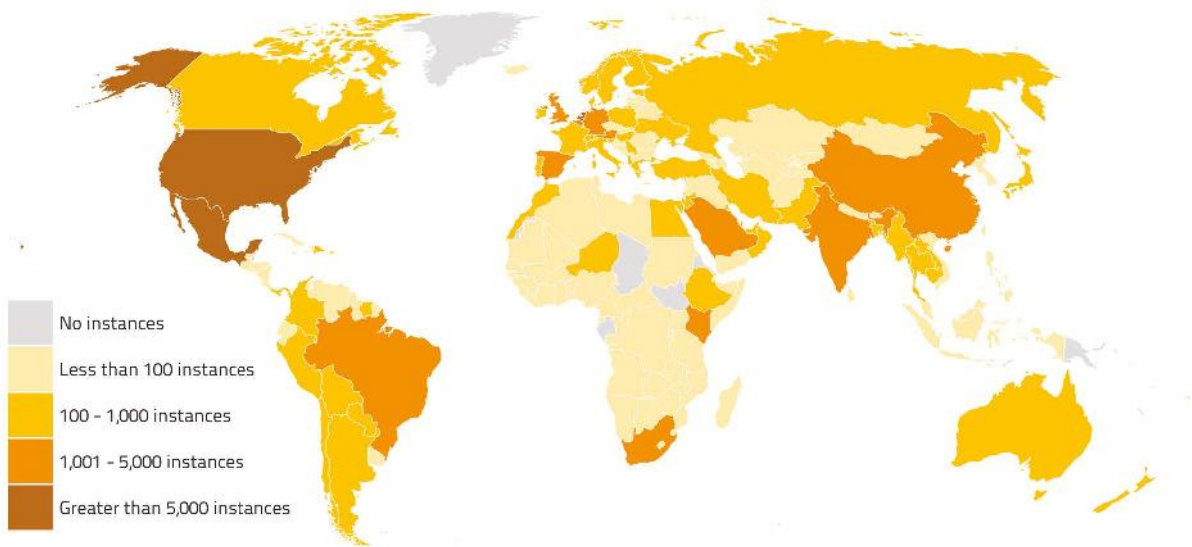 No instances
Less than 100 instances
100 - 1,000 instances
1,001 - 5,000 instances
Greater than 5,000 instances